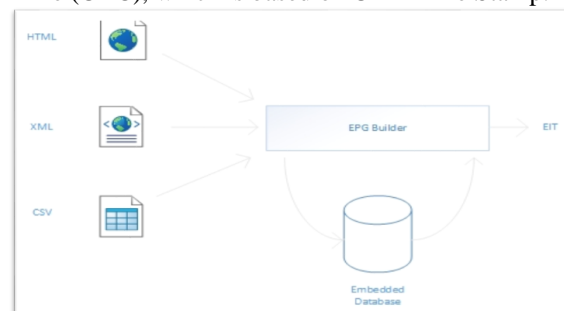 HTML
XML
EPG Builder
EIT
CSV
Embedded
Database